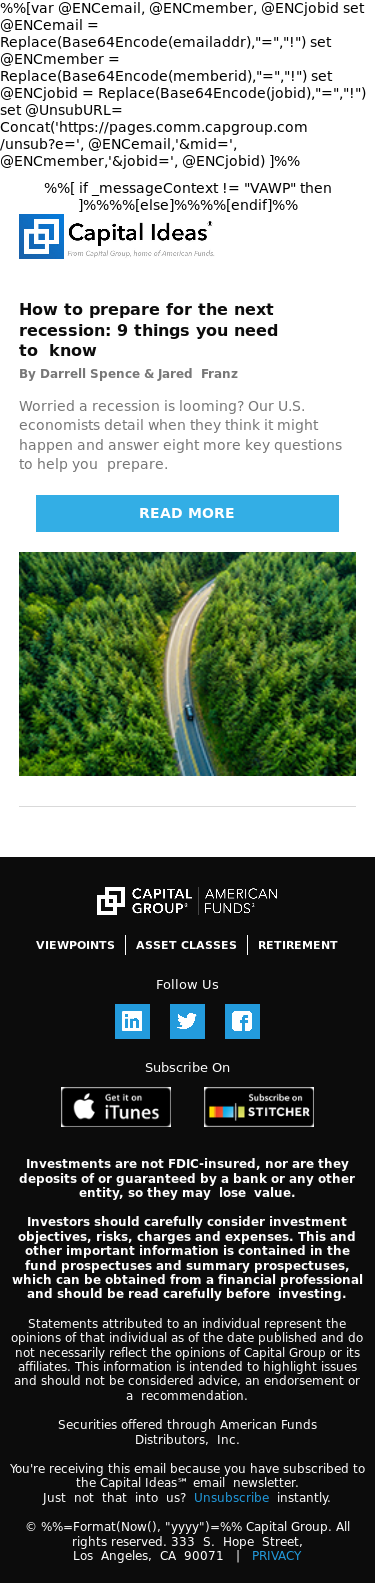 %%[var @ENCemail, @ENCmember, @ENCjobid set
@ENCemail =
Replace(Base64Encode(emailaddr),"=","!") set
@ENCmember =
Replace(Base64Encode(memberid),"=","!") set
@ENCjobid = Replace(Base64Encode(jobid),"=","!")
set @UnsubURL=
Concat('https://pages.comm.capgroup.com
/unsub?e=', @ENCemail,'&mid=',
@ENCmember,'&jobid=', @ENCjobid) ]%%
%%[ if _messageContext != "VAWP" then
]%%%%[else]%%%%[endif]%%
Capital Ideas
From Capital Group, home of American Funds.
How to prepare for the next
recession: 9 things you need
to know
By Darrell Spence & Jared Franz
Worried a recession is looming? Our U.S.
economists detail when they think it might
happen and answer eight more key questions
to help you prepare.
READ MORE
CAPITAL GROUP® | AMERICAN FUNDS®
VIEWPOINTS | ASSET CLASSES | RETIREMENT
Follow Us
Subscribe On
Get it on
iTunes
Subscribe on
STITCHER
Investments are not FDIC-insured, nor are they
deposits of or guaranteed by a bank or any other
entity, so they may lose value.
Investors should carefully consider investment
objectives, risks, charges and expenses. This and
other important information is contained in the
fund prospectuses and summary prospectuses,
which can be obtained from a financial professional
and should be read carefully before investing.
Statements attributed to an individual represent the
opinions of that individual as of the date published and do
not necessarily reflect the opinions of Capital Group or its
affiliates. This information is intended to highlight issues
and should not be considered advice, an endorsement or
a recommendation.
Securities offered through American Funds
Distributors, Inc.
You're receiving this email because you have subscribed to
the Capital Ideas℠ email newsletter.
Just not that into us? Unsubscribe instantly.
© %%=Format(Now(), "yyyy")=%% Capital Group. All
rights reserved. 333 S. Hope Street,
Los Angeles, CA 90071 | PRIVACY